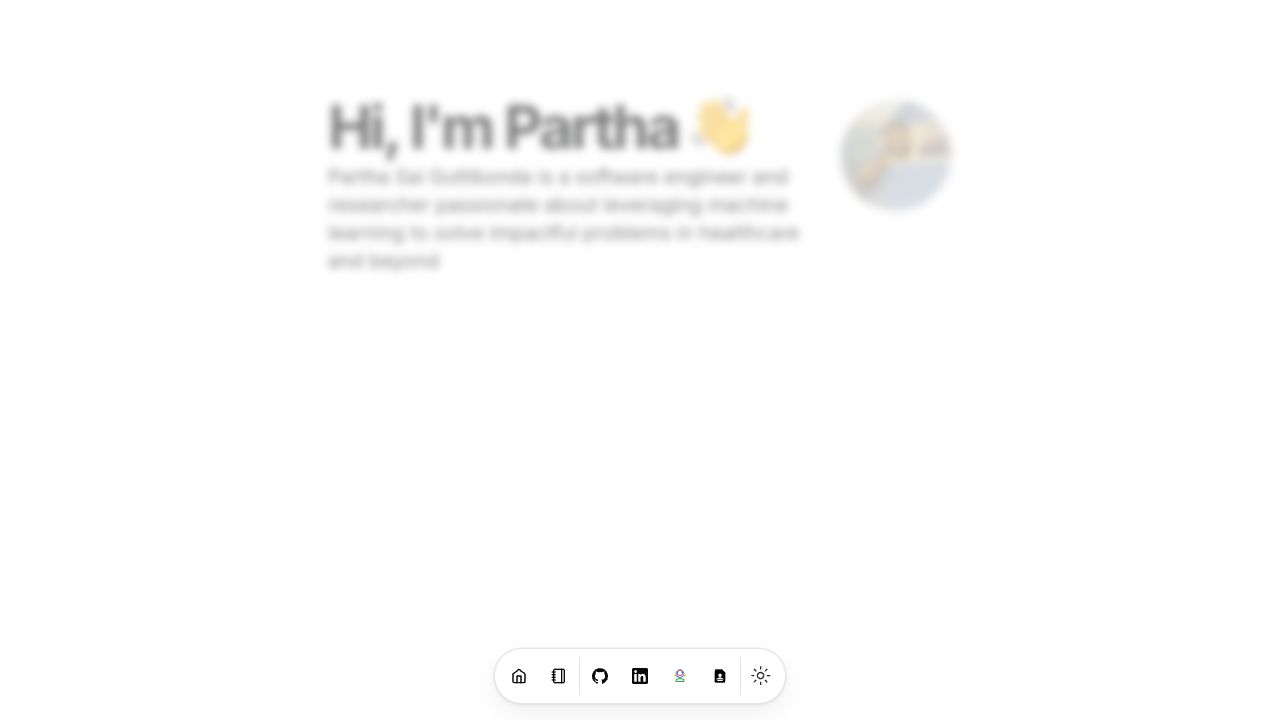 Hi, I'm Partha 👋
Partha Sai Guttikonda is a software engineer and
researcher passionate about leveraging machine
learning to solve impactful problems in healthcare
and beyond